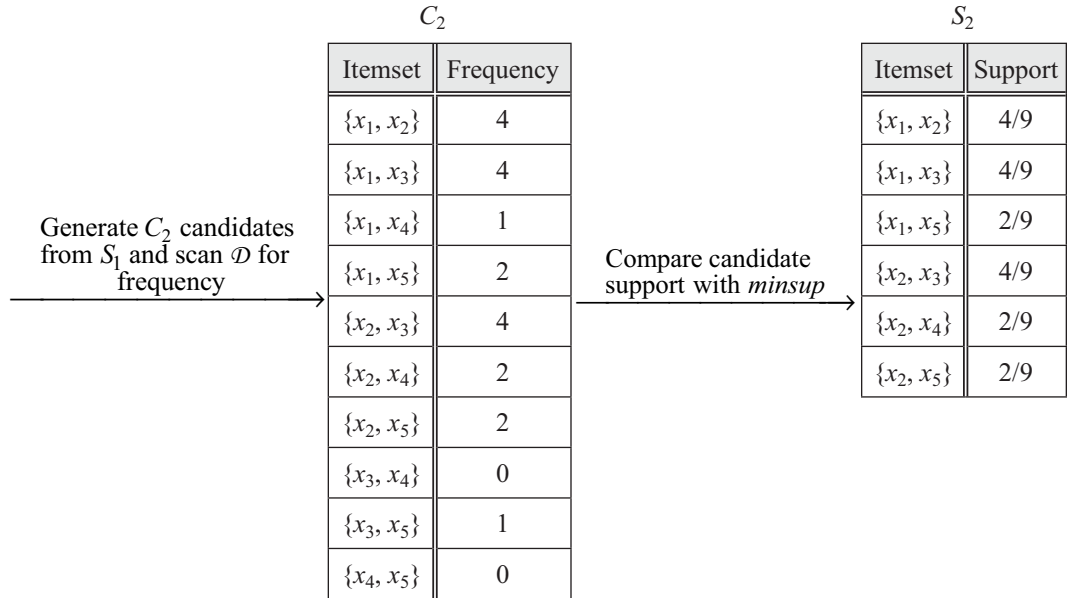 C₂
S₂
Itemset Frequency
Itemset Support
{x₁, x₂} 4
{x₁, x₂} 4/9
{x₁, x₃} 4
{x₁, x₃} 4/9
Generate C₂ candidates
from S₁ and scan 𝒟 for
frequency
{x₁, x₄} 1
{x₁, x₅} 2/9
{x₁, x₅} 2
Compare candidate
support with minsup
{x₂, x₃} 4/9
{x₂, x₃} 4
{x₂, x₄} 2/9
{x₂, x₄} 2
{x₂, x₅} 2/9
{x₂, x₅} 2
{x₃, x₄} 0
{x₃, x₅} 1
{x₄, x₅} 0